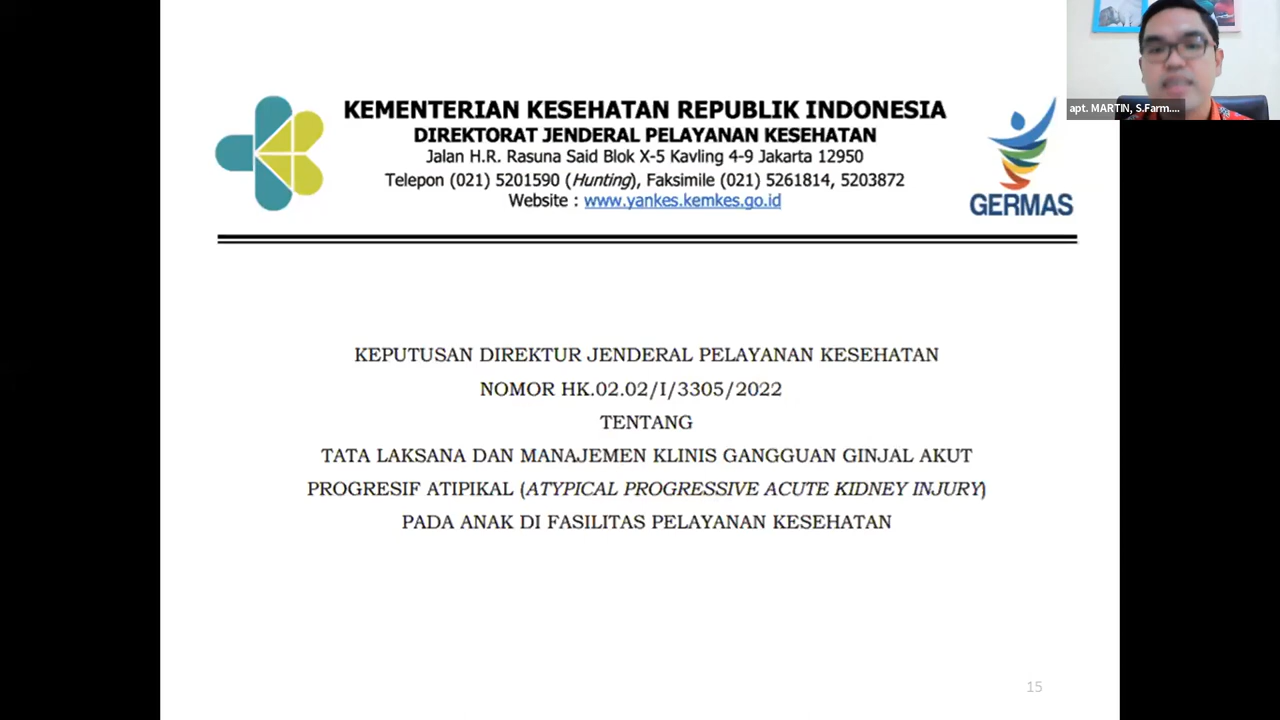 apt. MARTIN, S.Farm....
KEMENTERIAN KESEHATAN REPUBLIK INDONESIA
DIREKTORAT JENDERAL PELAYANAN KESEHATAN
Jalan H.R. Rasuna Said Blok X-5 Kavling 4-9 Jakarta 12950
Telepon (021) 5201590 (Hunting), Faksimile (021) 5261814, 5203872
Website : www.yankes.kemkes.go.id
GERMAS
KEPUTUSAN DIREKTUR JENDERAL PELAYANAN KESEHATAN
NOMOR HK.02.02/I/3305/2022
TENTANG
TATA LAKSANA DAN MANAJEMEN KLINIS GANGGUAN GINJAL AKUT
PROGRESIF ATIPIKAL (ATYPICAL PROGRESSIVE ACUTE KIDNEY INJURY)
PADA ANAK DI FASILITAS PELAYANAN KESEHATAN
15